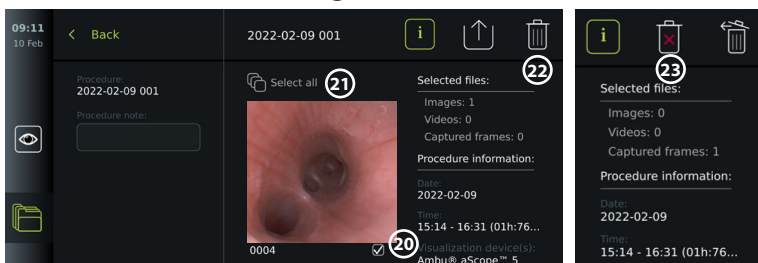 09:11
10 Feb
Back
2022-02-09 001
i
Procedure:
2022-02-09 001
Procedure note:
Select all
21
22
Selected files:
Images: 1
Videos: 0
Captured frames: 0
Procedure information:
Date:
2022-02-09
Time:
15:14 - 16:31 (01h:76...
Visualization device(s):
Ambu® aScope™ 5
0004
20
i
23
Selected files:
Images: 0
Videos: 0
Captured frames: 1
Procedure information:
Date:
2022-02-09
Time:
15:14 - 16:31 (01h:76...